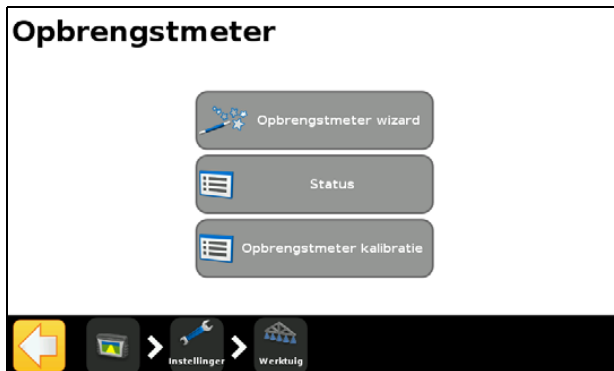 Opbrengstmeter
Opbrengstmeter wizard
Status
Opbrengstmeter kalibratie
Instellinger
Werktuig